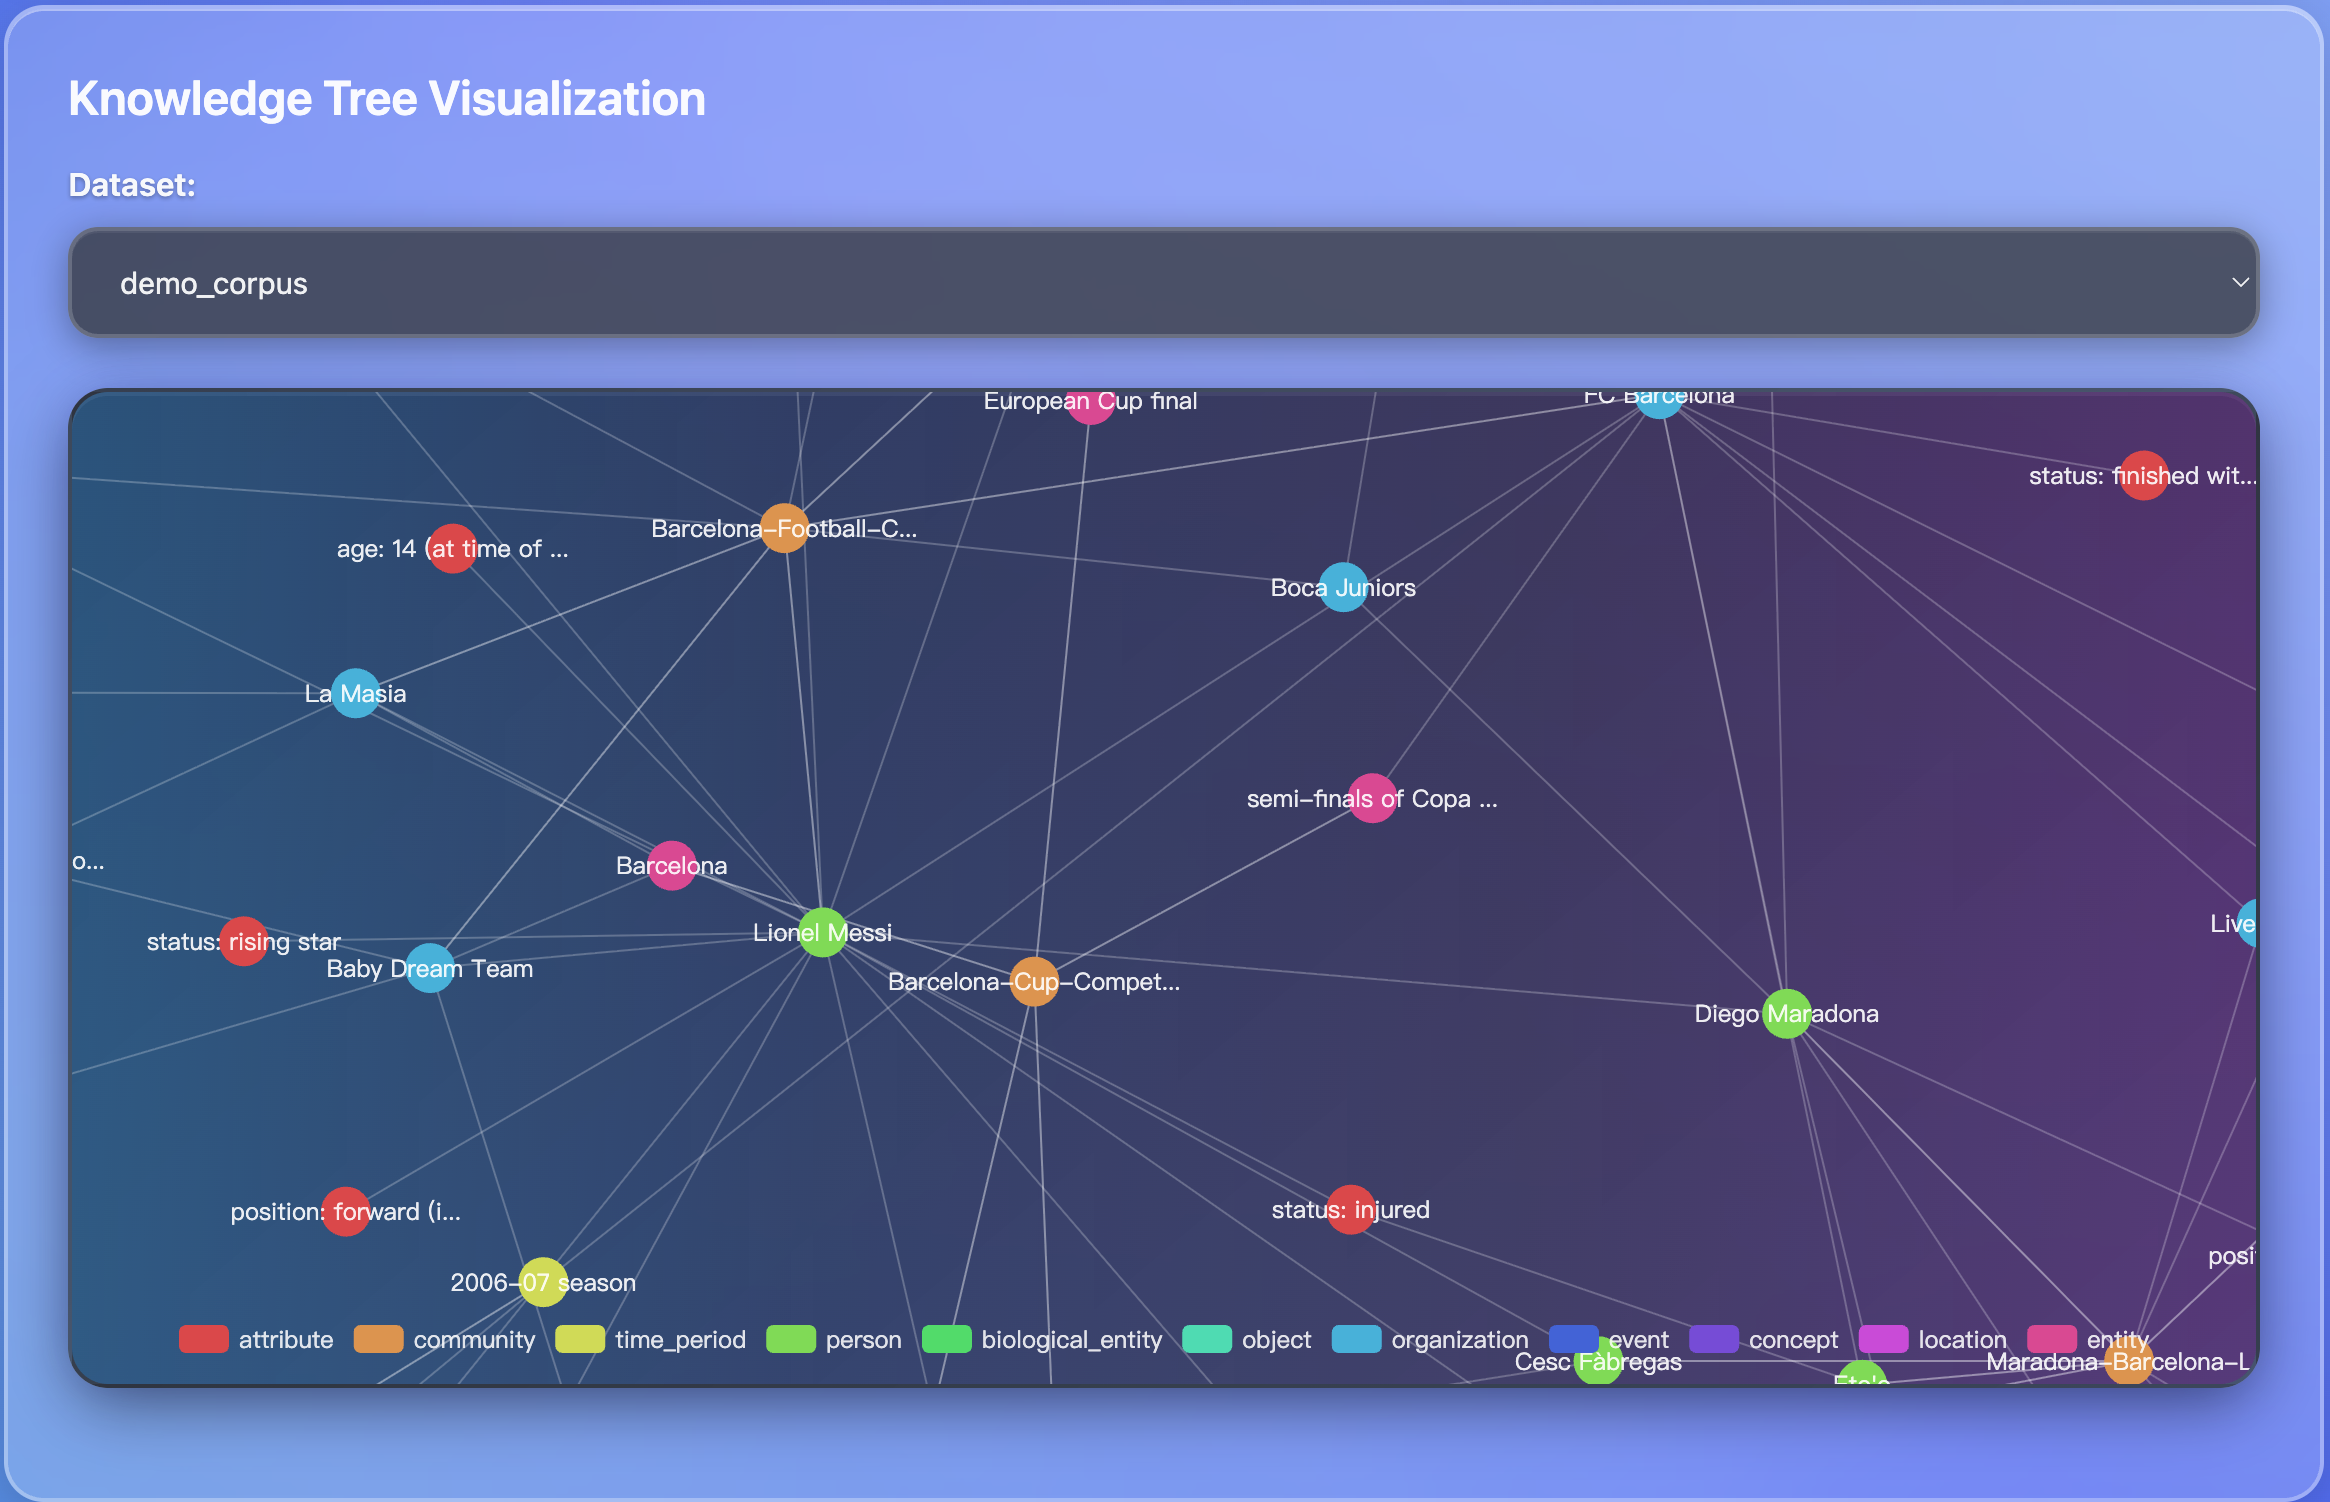 Knowledge Tree Visualization
Dataset:
demo_corpus
European Cup final
FC Barcelona
status: finished wit...
Barcelona-Football-C...
age: 14 (at time of ...
Boca Juniors
La Masia
semi-finals of Copa ...
o...
Barcelona
Live
status: rising star
Lionel Messi
Baby Dream Team
Barcelona-Cup-Compet...
Diego Maradona
position: forward (i...
status: injured
posit
2006-07 season
attribute community time_period person biological_entity object organization event concept location entity
Cesc Fàbregas
Maradona-Barcelona-L
Eto'o